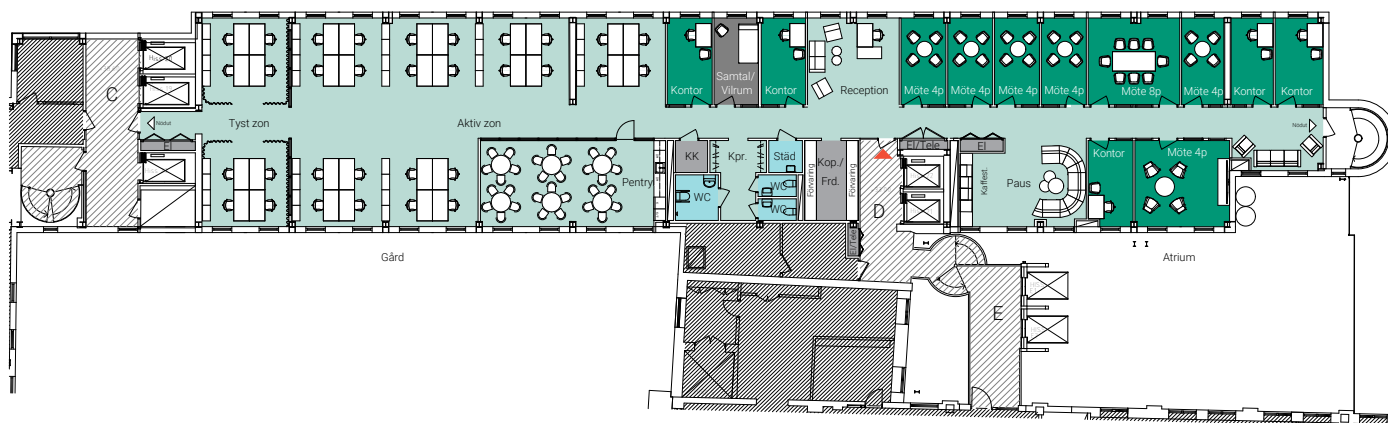 Kontor
Samtal/
Vilrum
Kontor
Reception
Möte 4p
Möte 4p
Möte 4p
Möte 4p
Möte 8p
Möte 4p
Kontor
Kontor
C
Nödut
Tyst zon
Aktiv zon
Nödut
El
KK
Kpr.
Städ
Förvaring
Kop./
Frd.
Förvaring
El/Tele
El
Kontor
Möte 4p
Pentry
WC
WC
WC
Kaffest.
Paus
D
Gård
Atrium
E